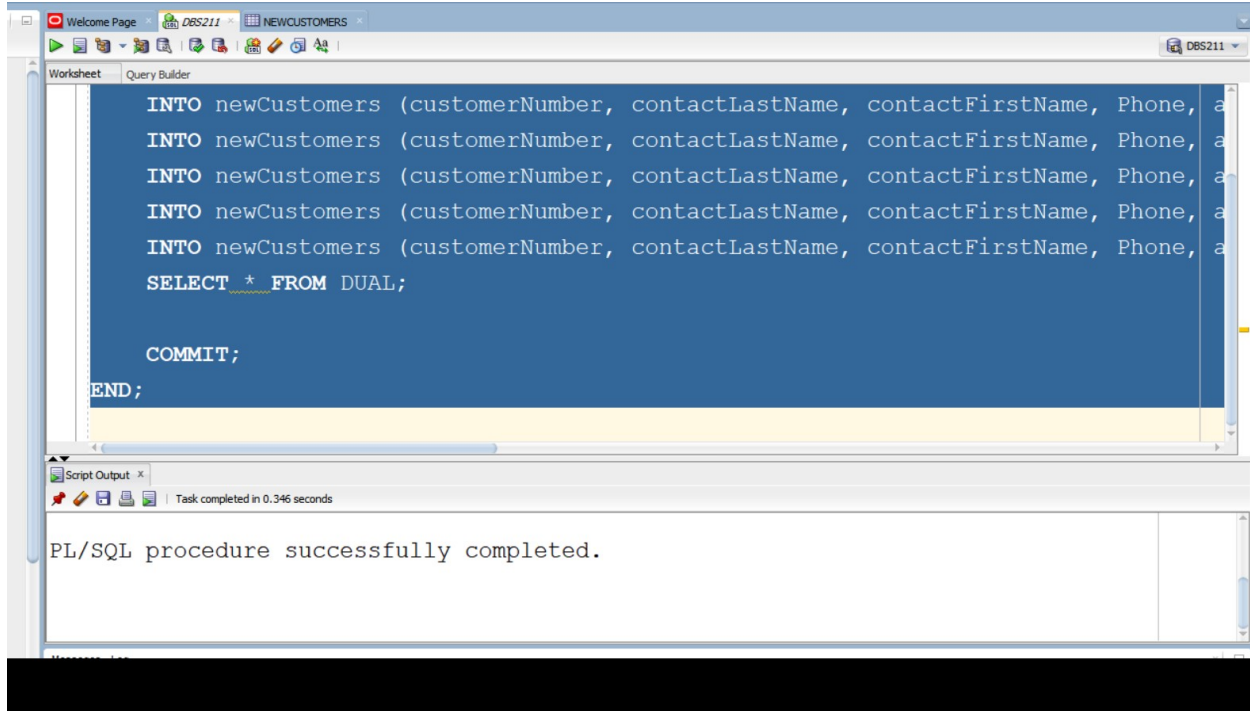 Welcome Page DBS211 NEWCUSTOMERS
DBS211
Worksheet Query Builder
INTO newCustomers (customerNumber, contactLastName, contactFirstName, Phone, a
INTO newCustomers (customerNumber, contactLastName, contactFirstName, Phone, a
INTO newCustomers (customerNumber, contactLastName, contactFirstName, Phone, a
INTO newCustomers (customerNumber, contactLastName, contactFirstName, Phone, a
INTO newCustomers (customerNumber, contactLastName, contactFirstName, Phone, a
SELECT * FROM DUAL;
COMMIT;
END;
Script Output
Task completed in 0.346 seconds
PL/SQL procedure successfully completed.